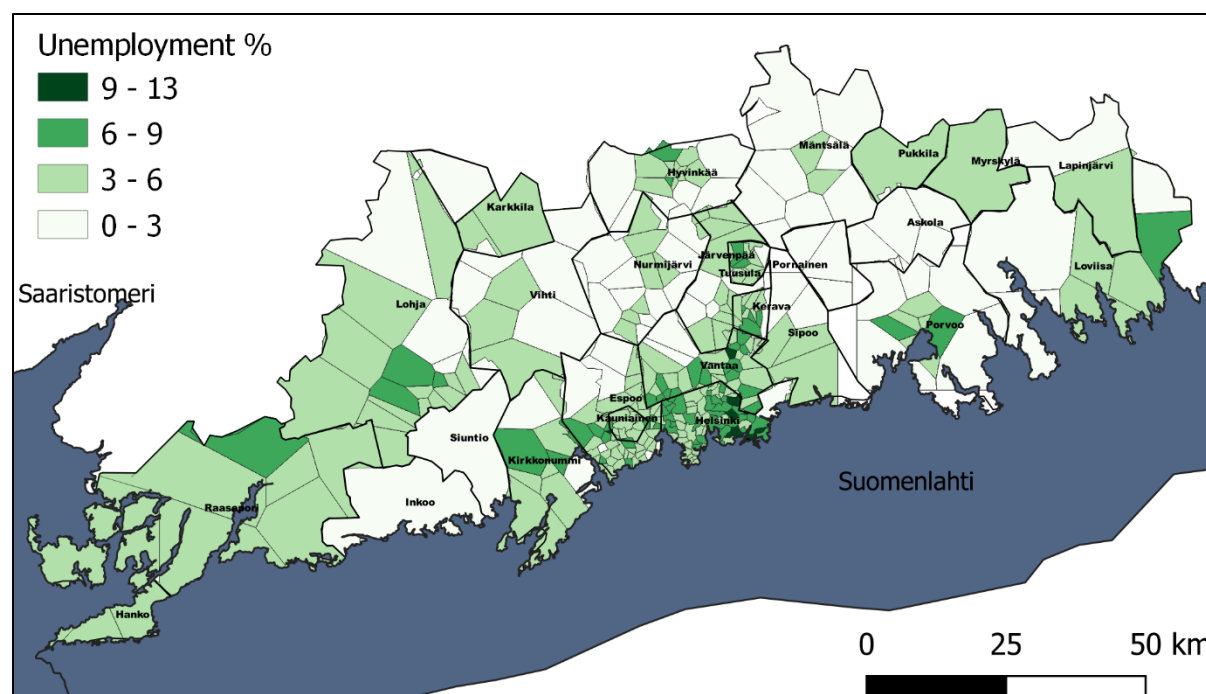 Unemployment %
9 - 13
6 - 9
3 - 6
0 - 3
Mäntsälä
Pukkila
Myrskylä
Lapinjärvi
Hyvinkää
Karkkila
Askola
Järvenpää
Nurmijärvi
Pornainen
Tuusula
Loviisa
Saaristomeri
Lohja
Vihti
Kerava
Sipoo
Porvoo
Vantaa
Espoo
Kauniainen
Helsinki
Siuntio
Kirkkonummi
Suomenlahti
Inkoo
Raasepori
Hanko
0 25 50 km